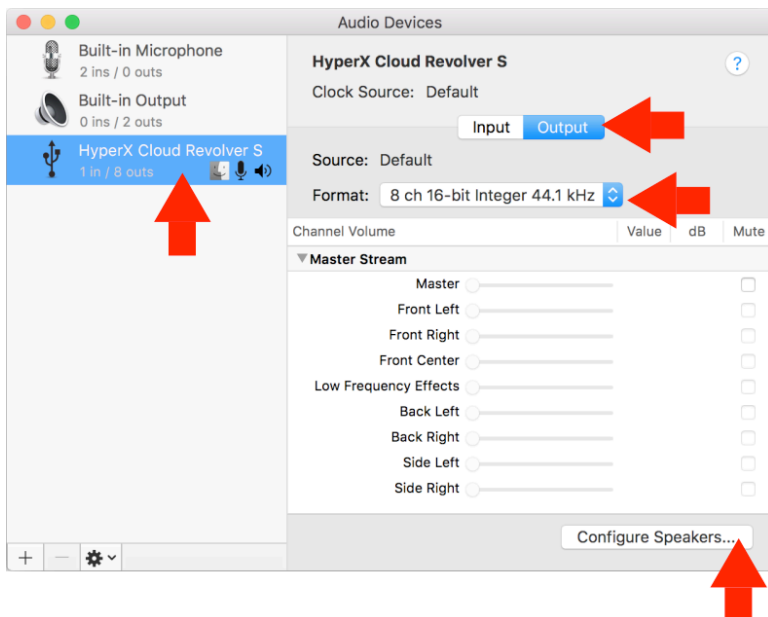 Audio Devices
Built-in Microphone
2 ins / 0 outs
Built-in Output
0 ins / 2 outs
HyperX Cloud Revolver S
1 in / 8 outs
HyperX Cloud Revolver S
?
Clock Source: Default
Input Output
Source: Default
Format: 8 ch 16-bit Integer 44.1 kHz
Channel Volume Value dB Mute
Master Stream
Master
Front Left
Front Right
Front Center
Low Frequency Effects
Back Left
Back Right
Side Left
Side Right
Configure Speakers...